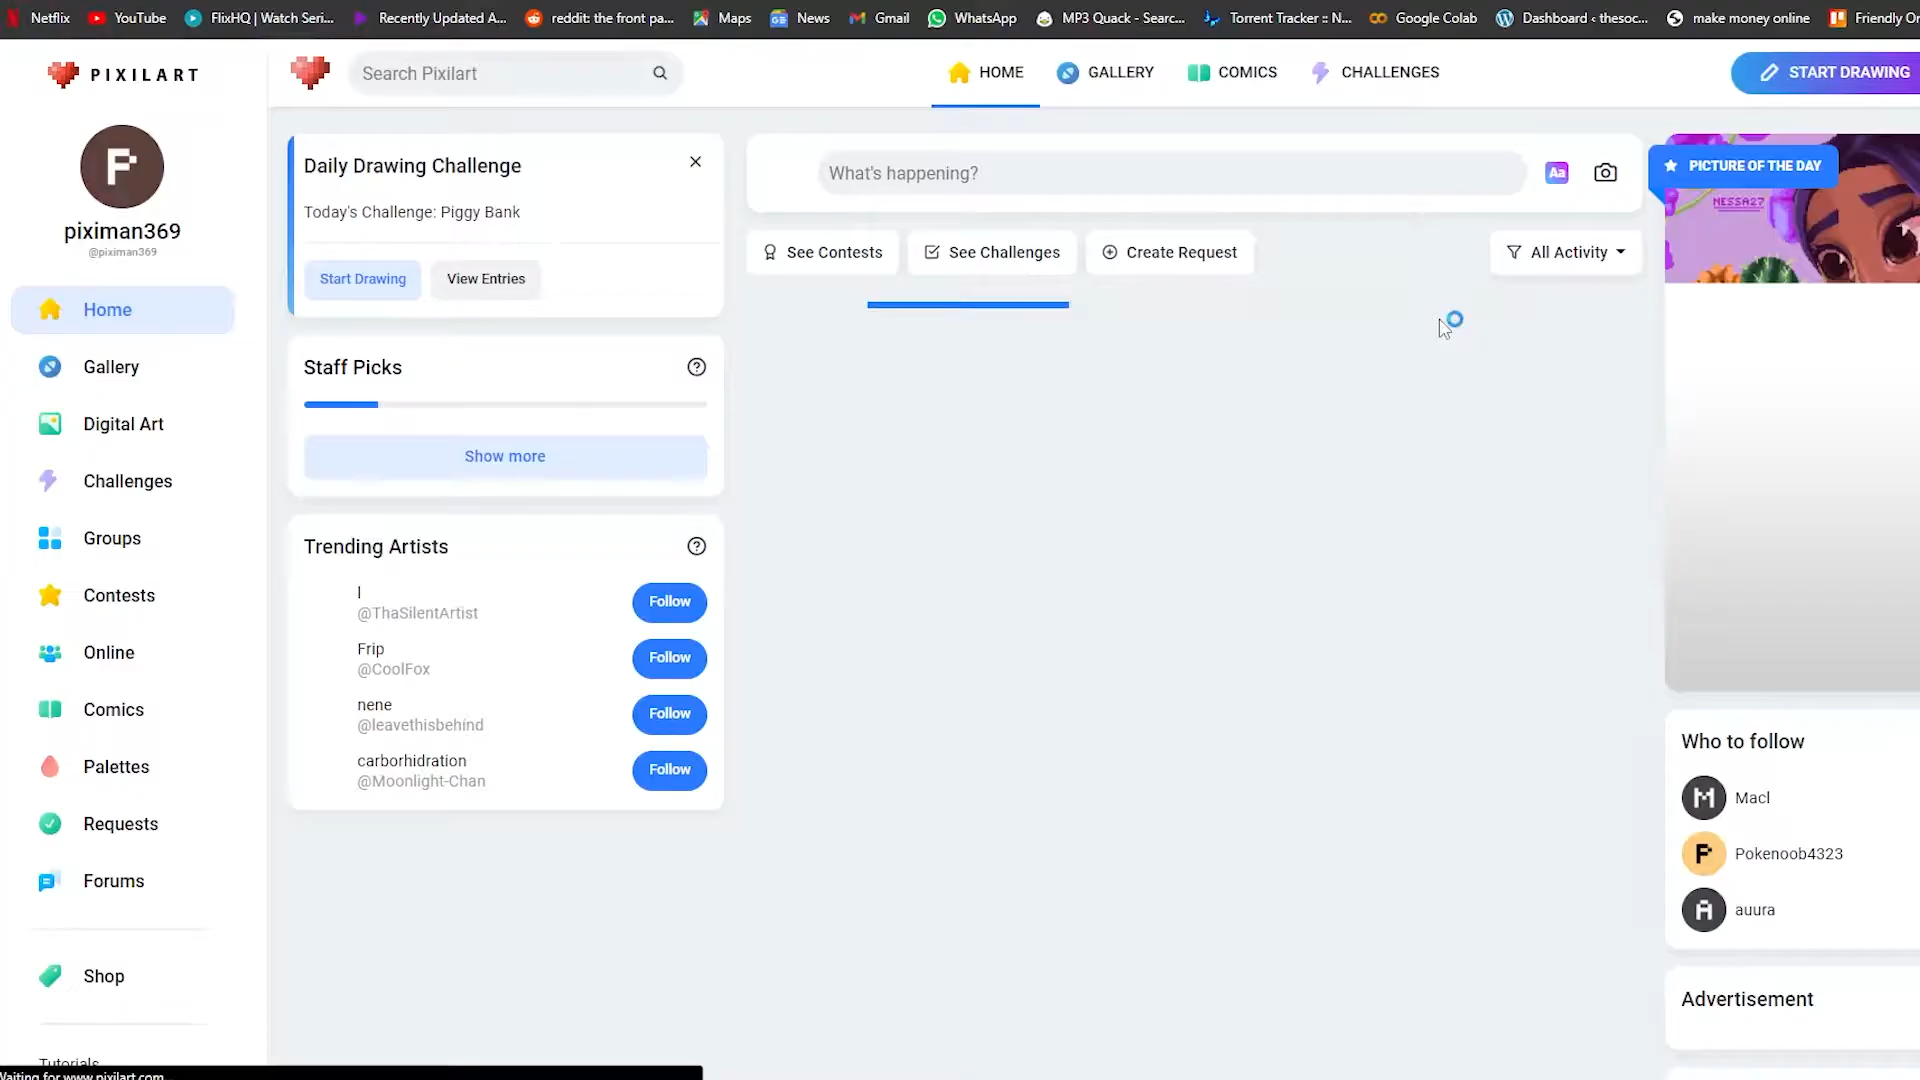 Netflix
YouTube
FlixHQ | Watch Seri...
Recently Updated A...
reddit: the front pa...
Maps
News
Gmail
WhatsApp
MP3 Quack - Searc...
Torrent Tracker :: N...
Google Colab
Dashboard ‹ thesoc...
make money online
Friendly Or
PIXILART
Search Pixilart
HOME
GALLERY
COMICS
CHALLENGES
START DRAWING
P
piximan369
@piximan369
Home
Gallery
Digital Art
Challenges
Groups
Contests
Online
Comics
Palettes
Requests
Forums
Shop
Tutorials
Waiting for www.pixilart.com...
Daily Drawing Challenge
Today's Challenge: Piggy Bank
Start Drawing
View Entries
Staff Picks
Show more
Trending Artists
l
@ThaSilentArtist
Follow
Frip
@CoolFox
Follow
nene
@leavethisbehind
Follow
carborhidration
@Moonlight-Chan
Follow
What's happening?
Aa
See Contests
See Challenges
Create Request
All Activity
PICTURE OF THE DAY
NESSA27
Who to follow
M Macl
P Pokenoob4323
A auura
Advertisement